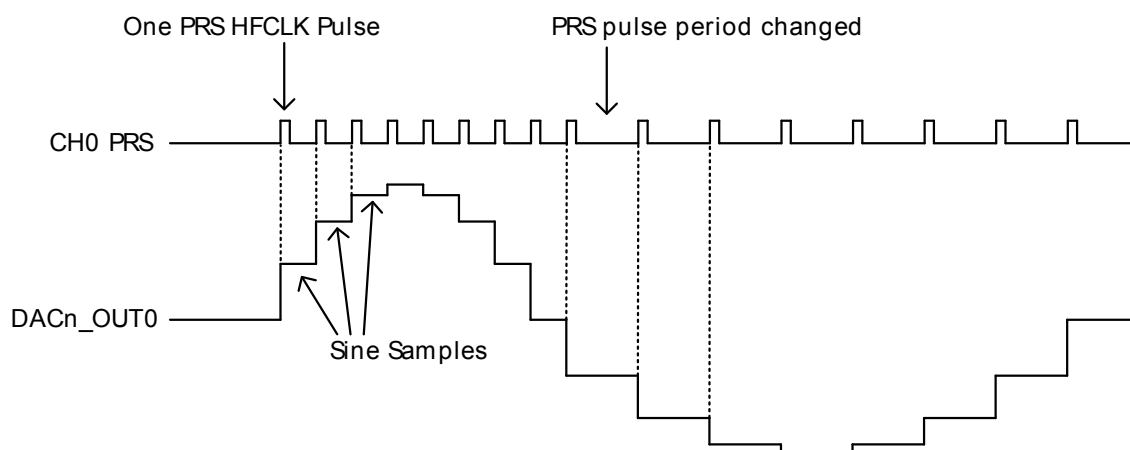 One PRS HFCLK Pulse
PRS pulse period changed
CH0 PRS
DACn_OUT0
Sine Samples